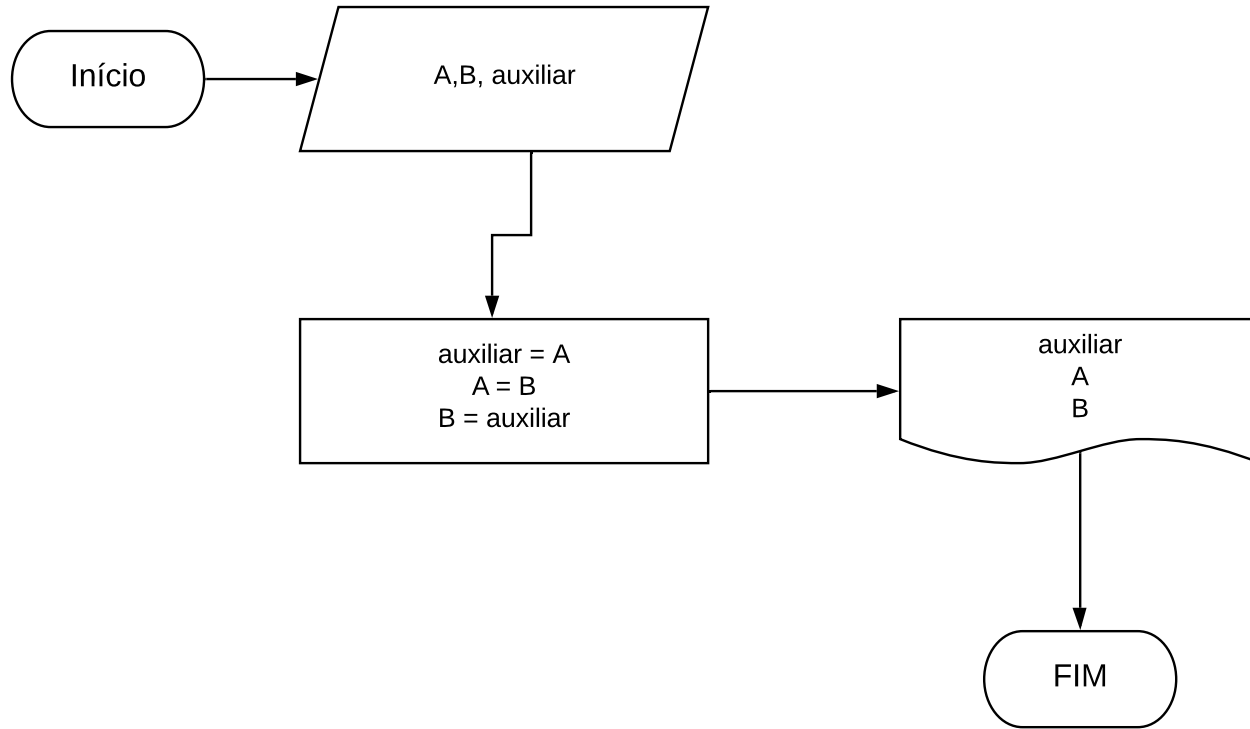 Início
A,B, auxiliar
auxiliar = A
A = B
B = auxiliar
auxiliar
A
B
FIM